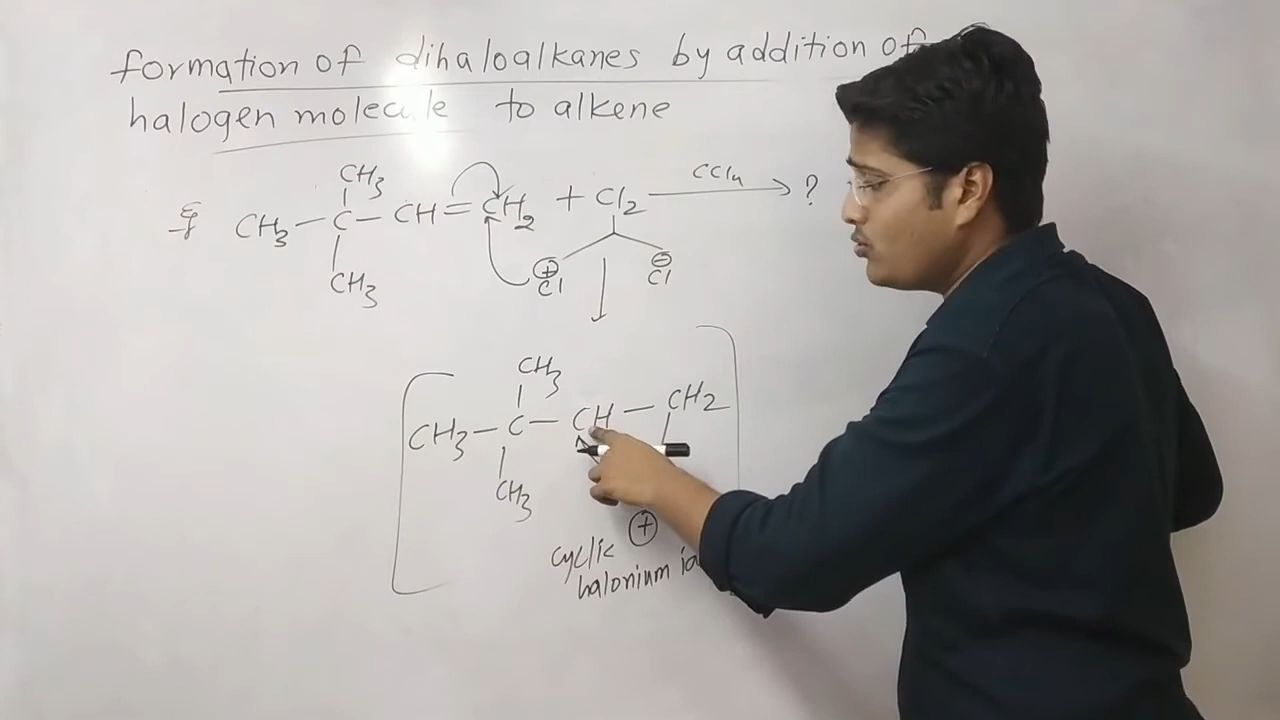 formation of dihaloalkanes by addition of
halogen molecule to alkene
CH3
eg CH3 — C — CH = CH2 + Cl2 CCl4 → ?
CH3
⊕ ⊖
Cl Cl
CH3
CH3 — C — CH — CH2
CH3
⊕
cyclic
halonium